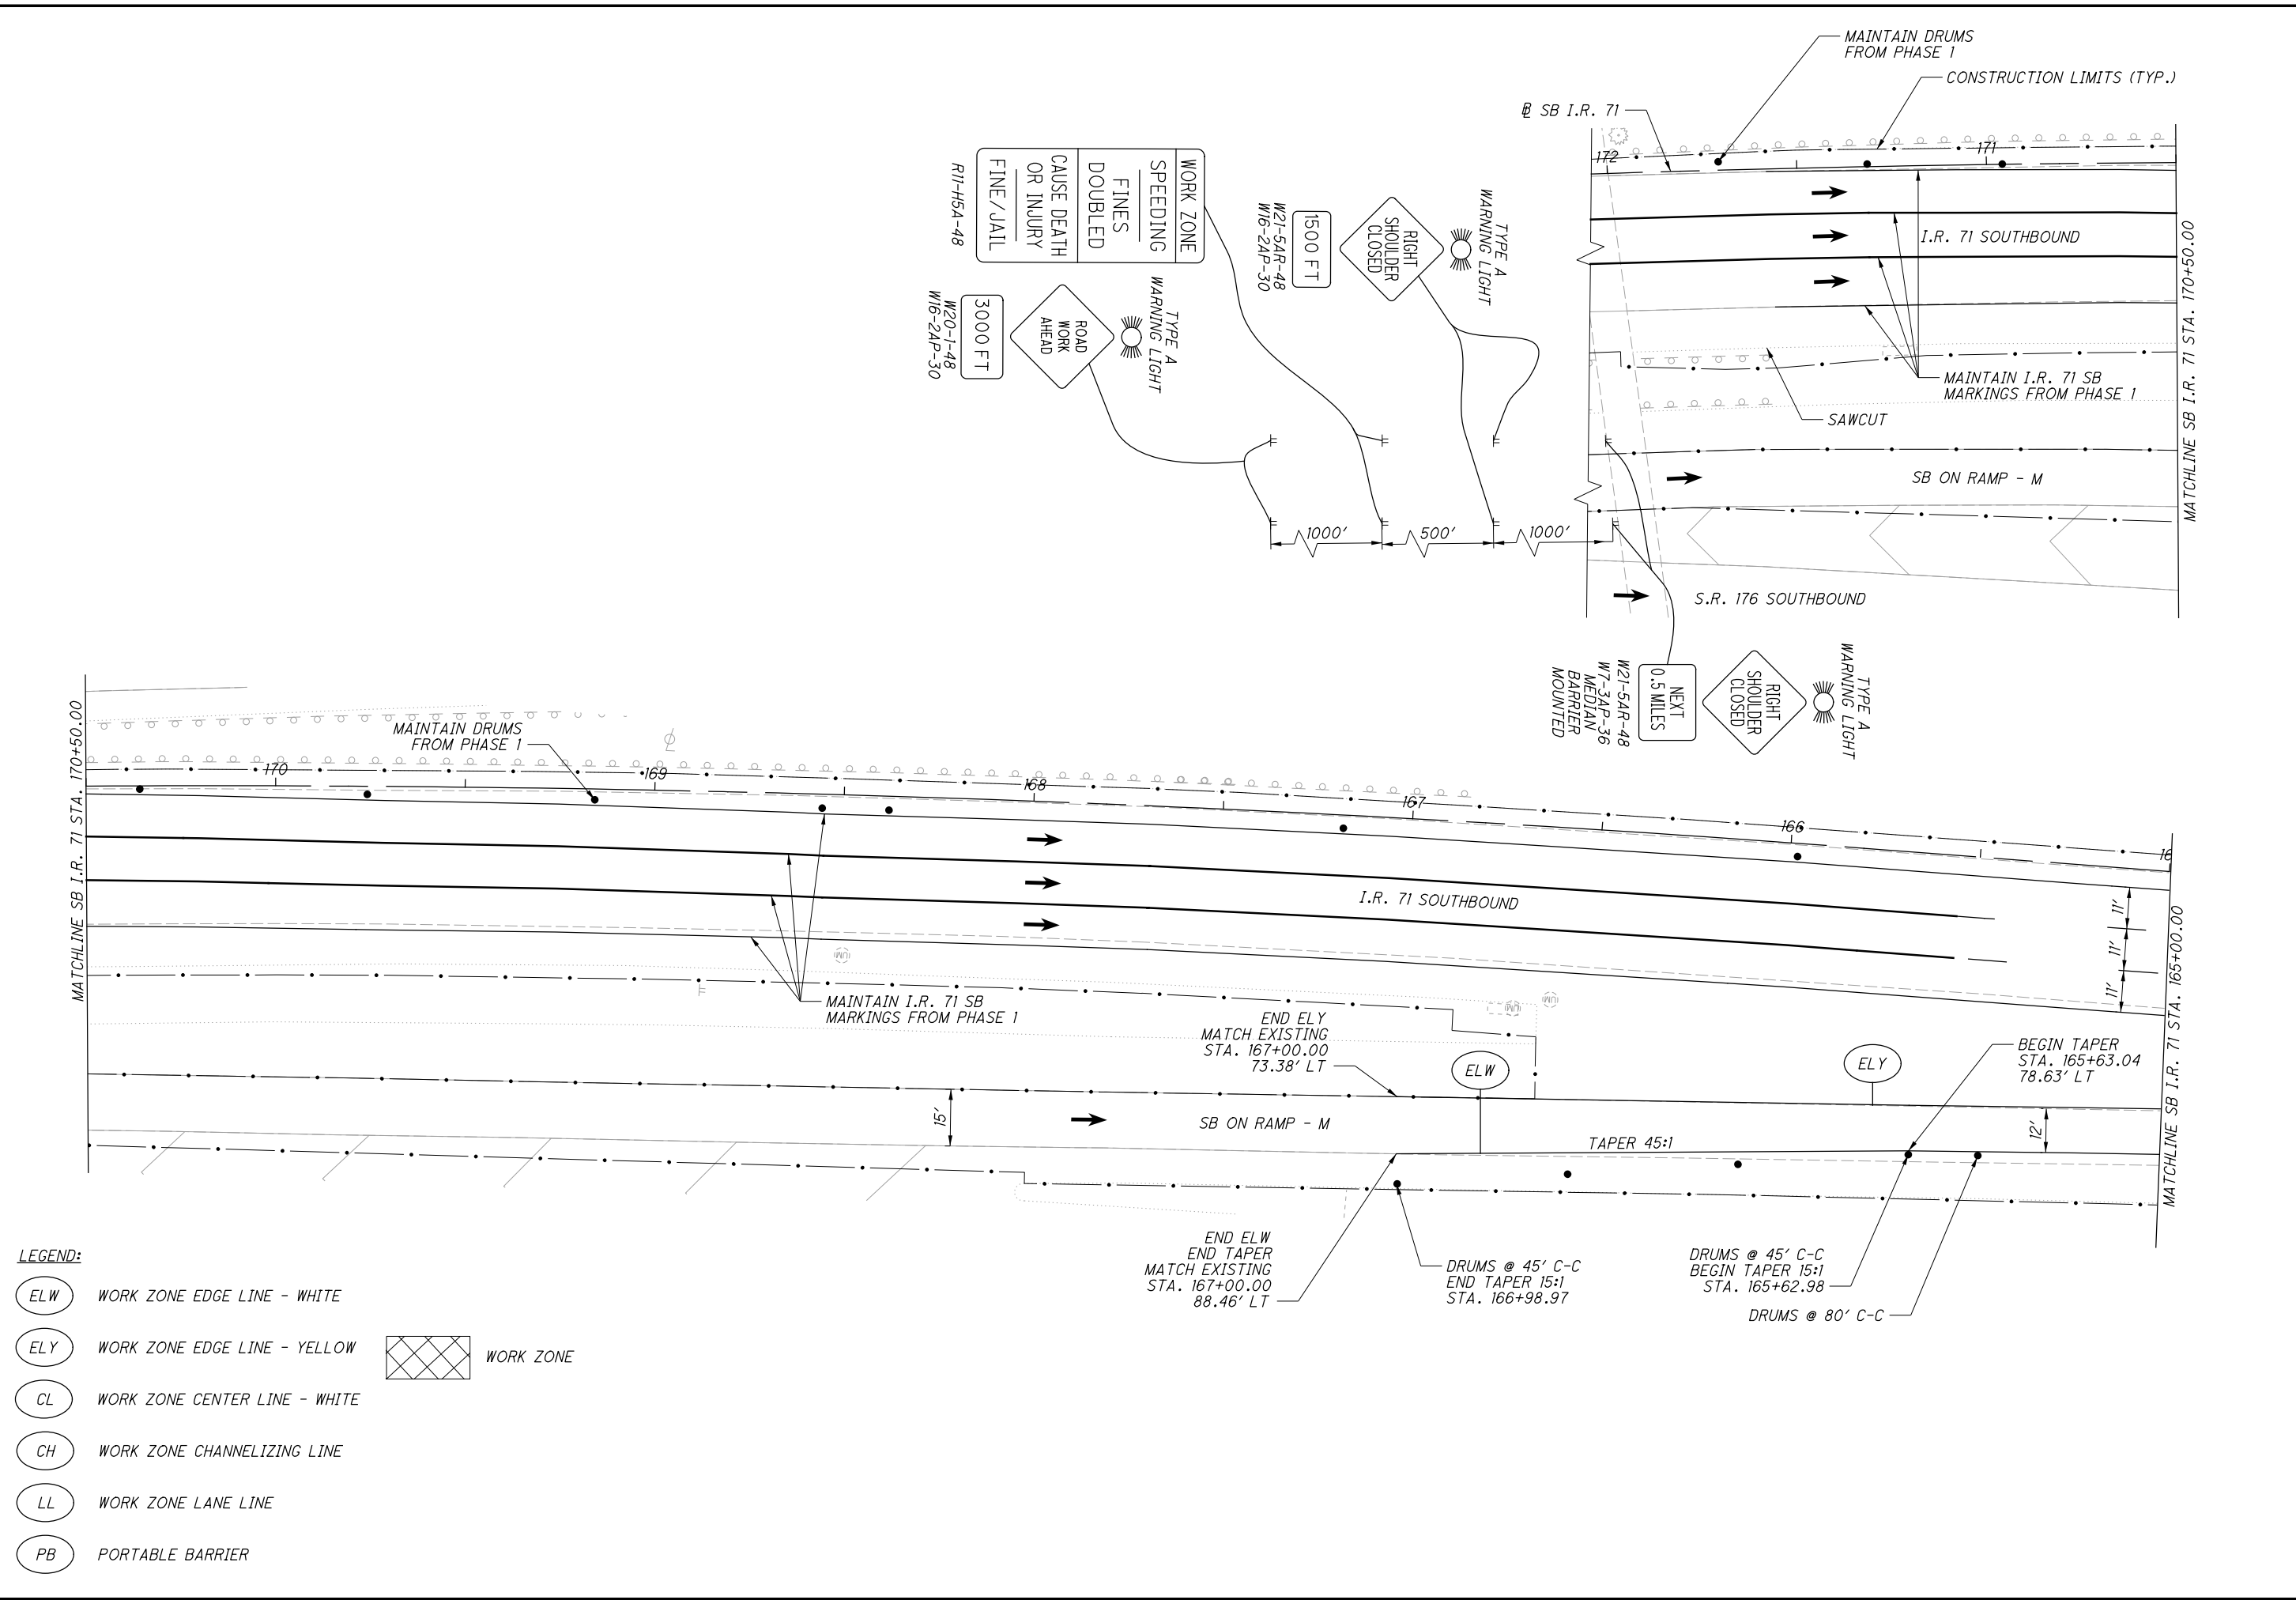 MAINTAIN DRUMS
FROM PHASE 1
CONSTRUCTION LIMITS (TYP.)
SB I.R. 71
172
171
I.R. 71 SOUTHBOUND
MAINTAIN I.R. 71 SB
MARKINGS FROM PHASE 1
SAWCUT
SB ON RAMP - M
S.R. 176 SOUTHBOUND
MATCHLINE SB I.R. 71 STA. 170+50.00
WORK ZONE
SPEEDING
FINES
DOUBLED
CAUSE DEATH
OR INJURY
FINE/JAIL
R11-H5A-48
TYPE A
WARNING LIGHT
RIGHT
SHOULDER
CLOSED
1500 FT
W21-5AR-48
W16-2AP-30
TYPE A
WARNING LIGHT
ROAD
WORK
AHEAD
3000 FT
W20-1-48
W16-2AP-30
1000'
500'
1000'
TYPE A
WARNING LIGHT
RIGHT
SHOULDER
CLOSED
NEXT
0.5 MILES
W21-5AR-48
W7-3AP-36
MEDIAN
BARRIER
MOUNTED
MATCHLINE SB I.R. 71 STA. 170+50.00
MAINTAIN DRUMS
FROM PHASE 1
170
169
168
167
166
16
I.R. 71 SOUTHBOUND
11'
11'
11'
MATCHLINE SB I.R. 71 STA. 165+00.00
MAINTAIN I.R. 71 SB
MARKINGS FROM PHASE 1
END ELY
MATCH EXISTING
STA. 167+00.00
73.38' LT
ELW
ELY
BEGIN TAPER
STA. 165+63.04
78.63' LT
15'
SB ON RAMP - M
TAPER 45:1
12'
END ELW
END TAPER
MATCH EXISTING
STA. 167+00.00
88.46' LT
DRUMS @ 45' C-C
END TAPER 15:1
STA. 166+98.97
DRUMS @ 45' C-C
BEGIN TAPER 15:1
STA. 165+62.98
DRUMS @ 80' C-C
LEGEND:
ELW WORK ZONE EDGE LINE - WHITE
ELY WORK ZONE EDGE LINE - YELLOW
WORK ZONE
CL WORK ZONE CENTER LINE - WHITE
CH WORK ZONE CHANNELIZING LINE
LL WORK ZONE LANE LINE
PB PORTABLE BARRIER